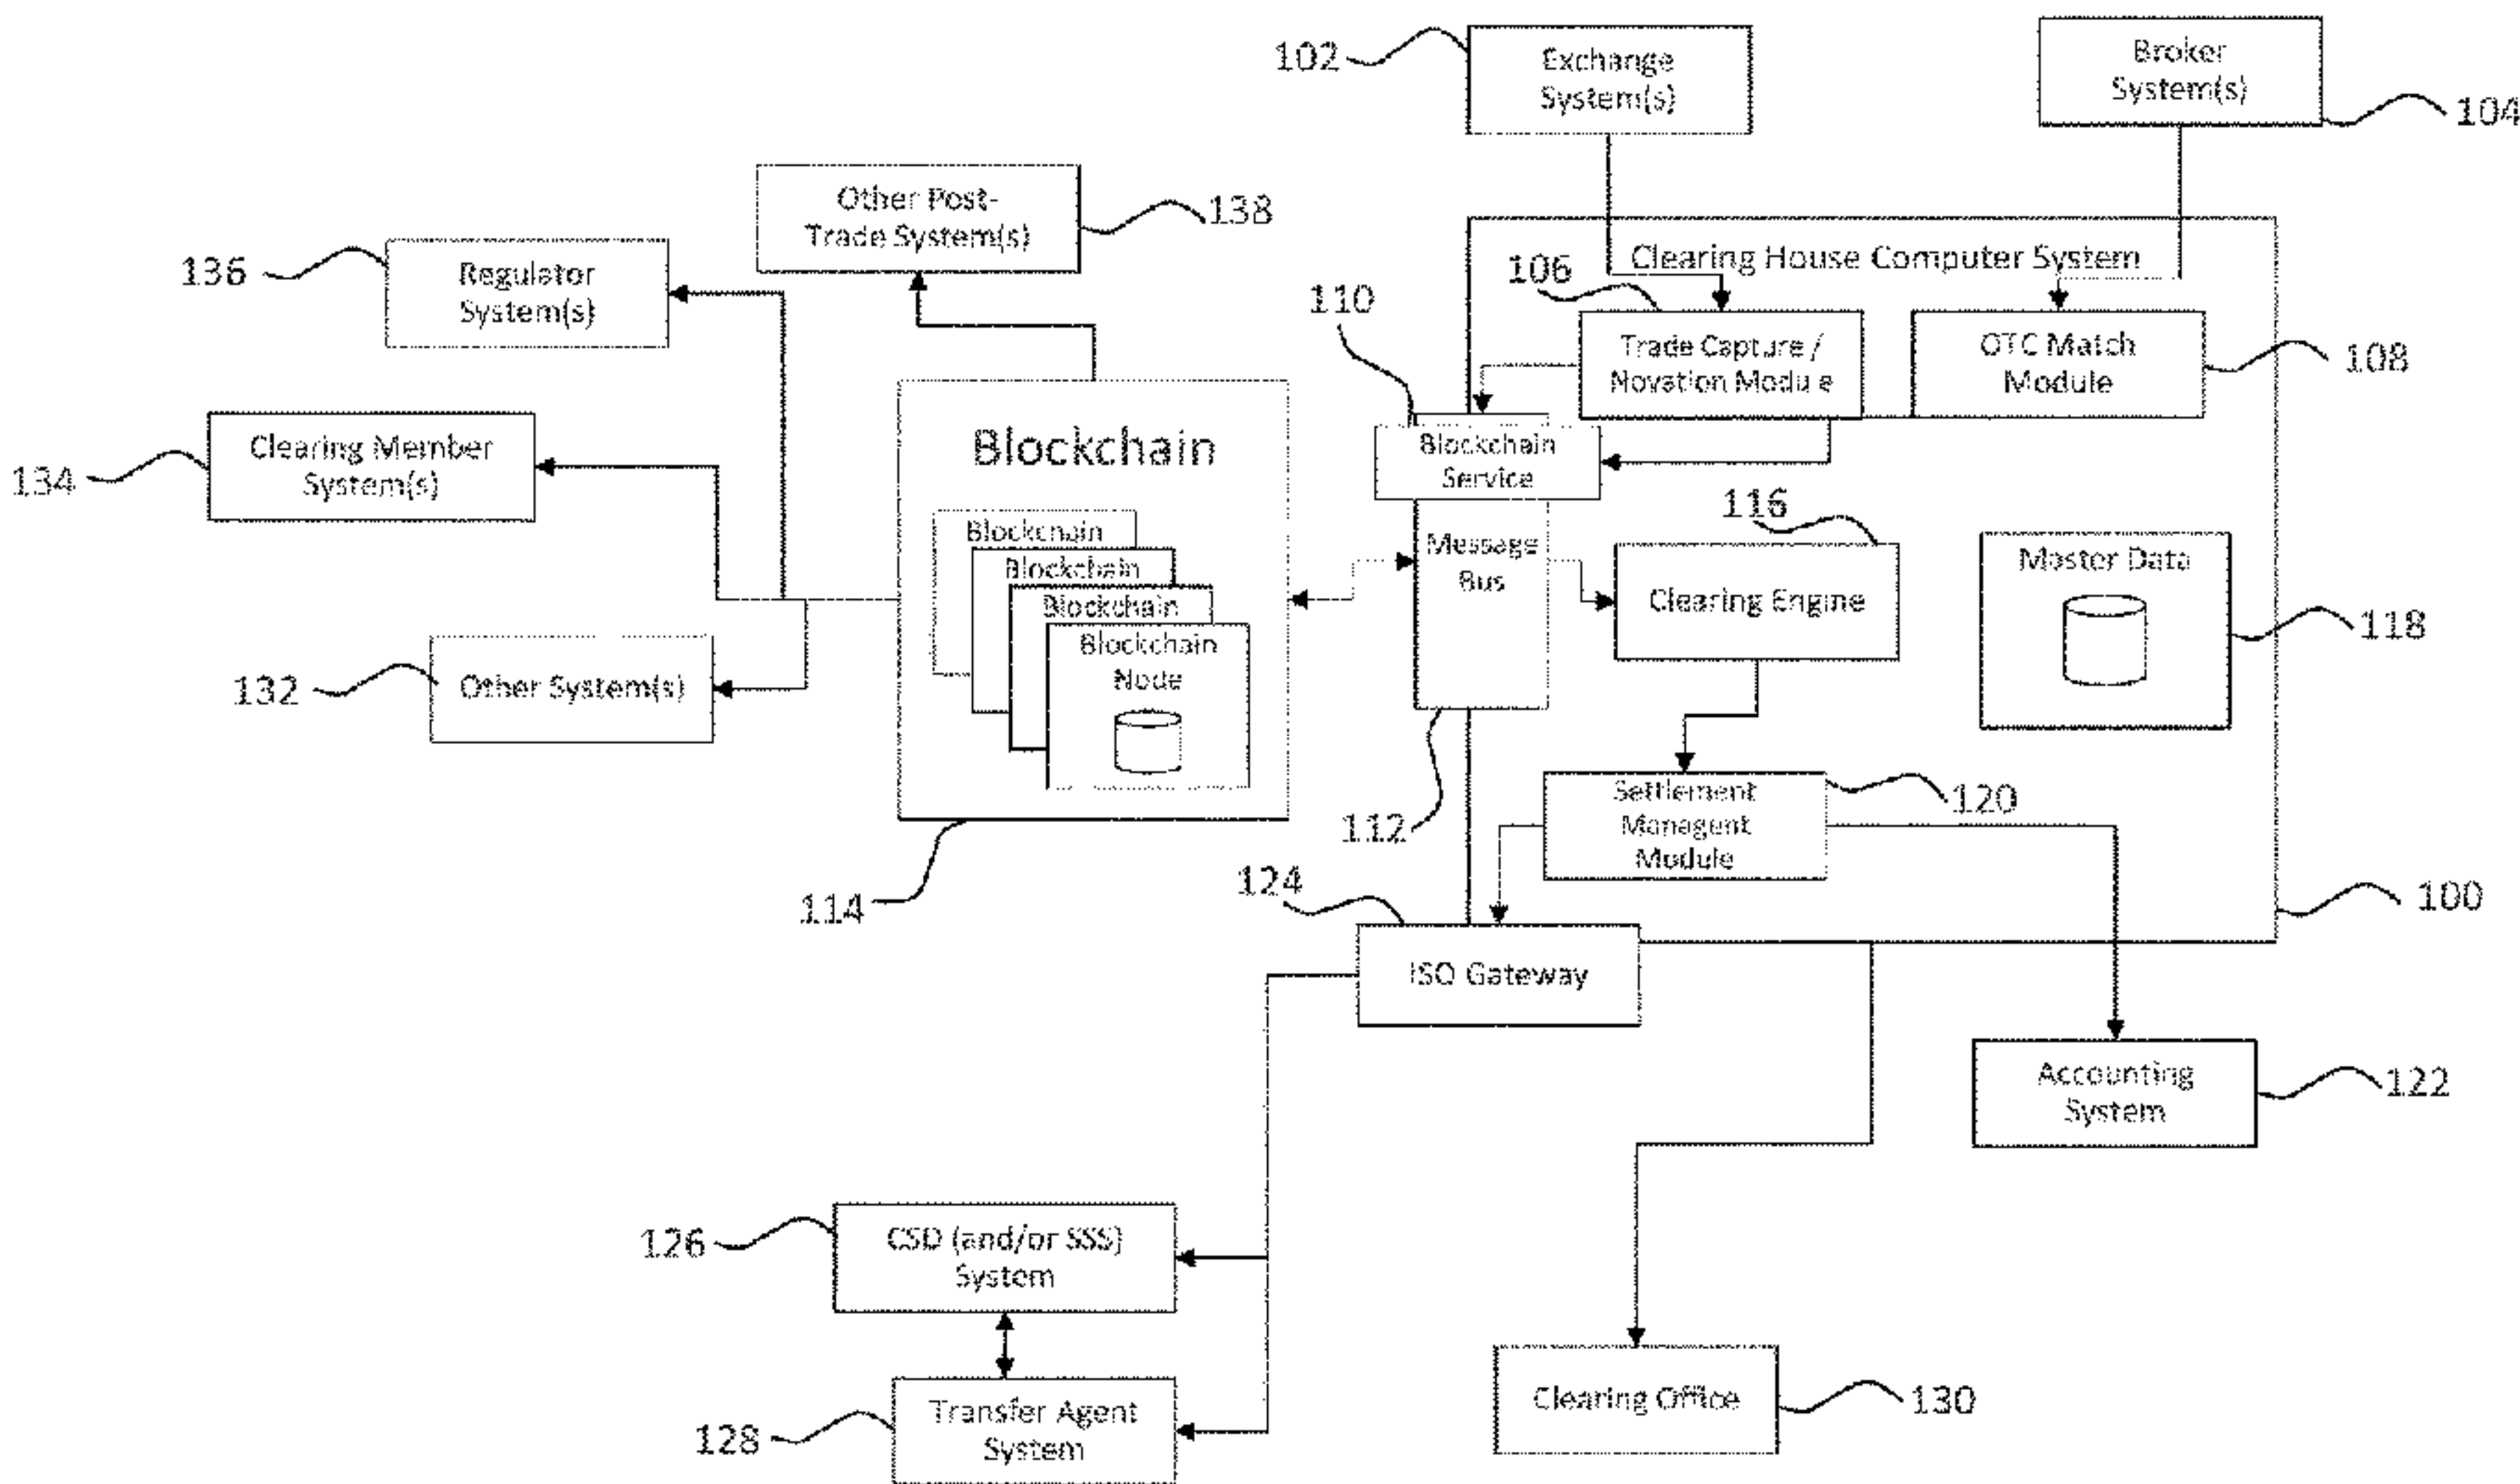 102
Exchange
System(s)
Broker
System(s)
104
Other Post-
Trade System(s)
138
136
Regulator
System(s)
Clearing House Computer System
106
110
Trade Capture /
Novation Module
OTC Match
Module
108
134
Clearing Member
System(s)
Blockchain
Blockchain
Service
116
Blockchain
Blockchain
Blockchain
Blockchain
Node
Message
Bus
Clearing Engine
Master Data
118
132
Other System(s)
112
Settlement
Managent
Module
120
114
124
100
ISO Gateway
Accounting
System
122
126
CSD (and/or SSS)
System
128
Transfer Agent
System
Clearing Office
130